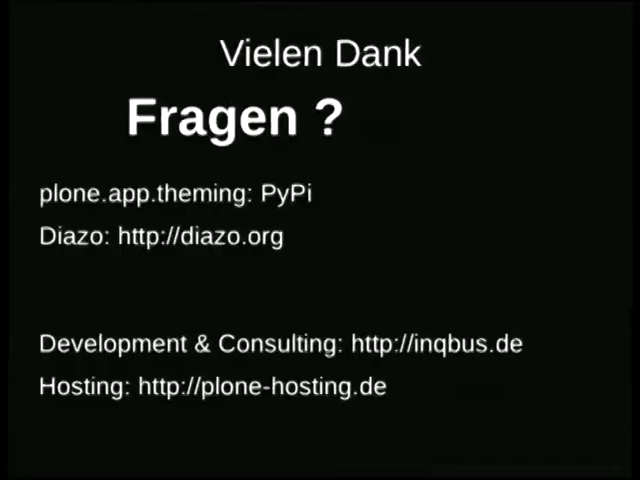 Vielen Dank
Fragen ?
plone.app.theming: PyPi
Diazo: http://diazo.org
Development & Consulting: http://inqbus.de
Hosting: http://plone-hosting.de